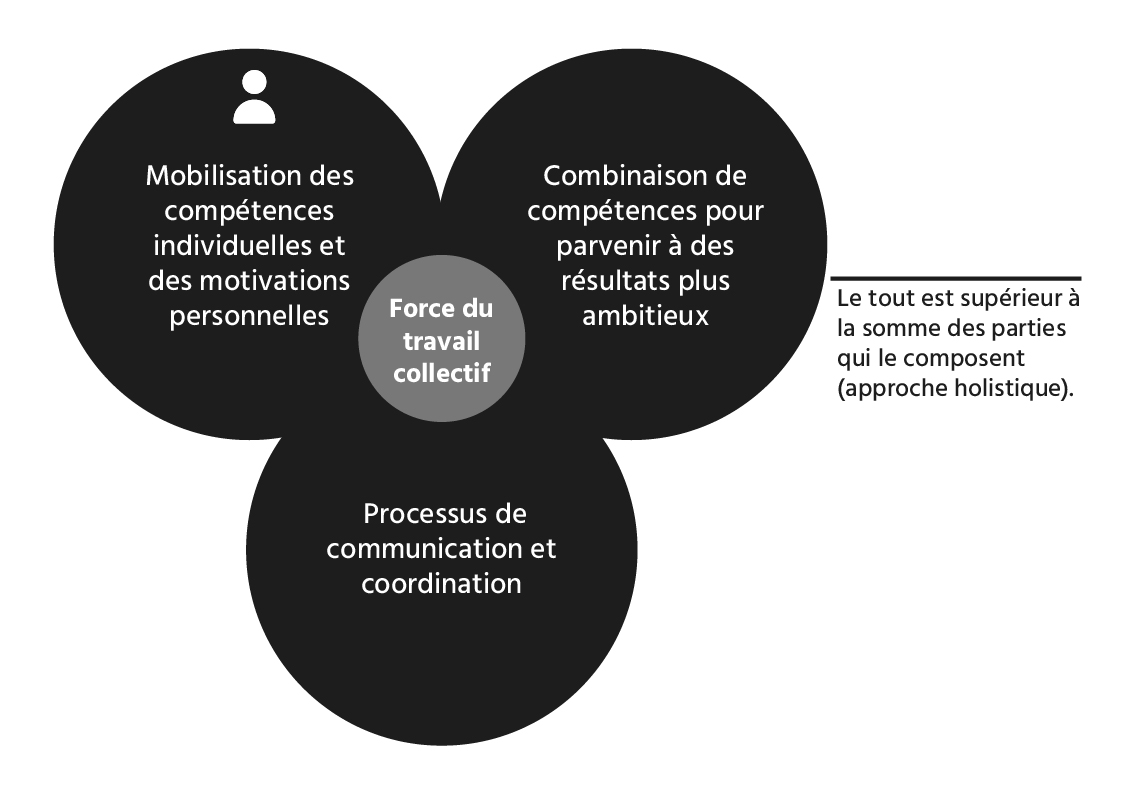 Mobilisation des
compétences
individuelles et
des motivations
personnelles
Combinaison de
compétences pour
parvenir à des
résultats plus
ambitieux
Force du
travail
collectif
Le tout est supérieur à
la somme des parties
qui le composent
(approche holistique).
Processus de
communication et
coordination